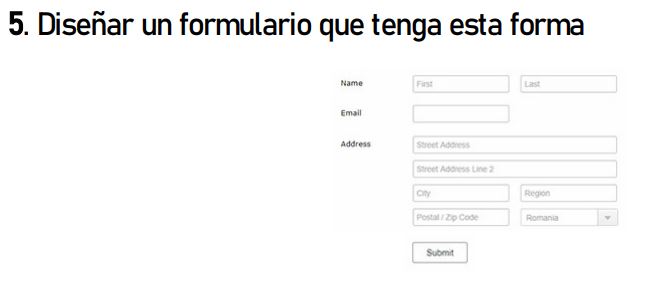 5. Diseñar un formulario que tenga esta forma
Name First Last
Email
Address Street Address
Street Address Line 2
City Region
Postal / Zip Code Romania
Submit